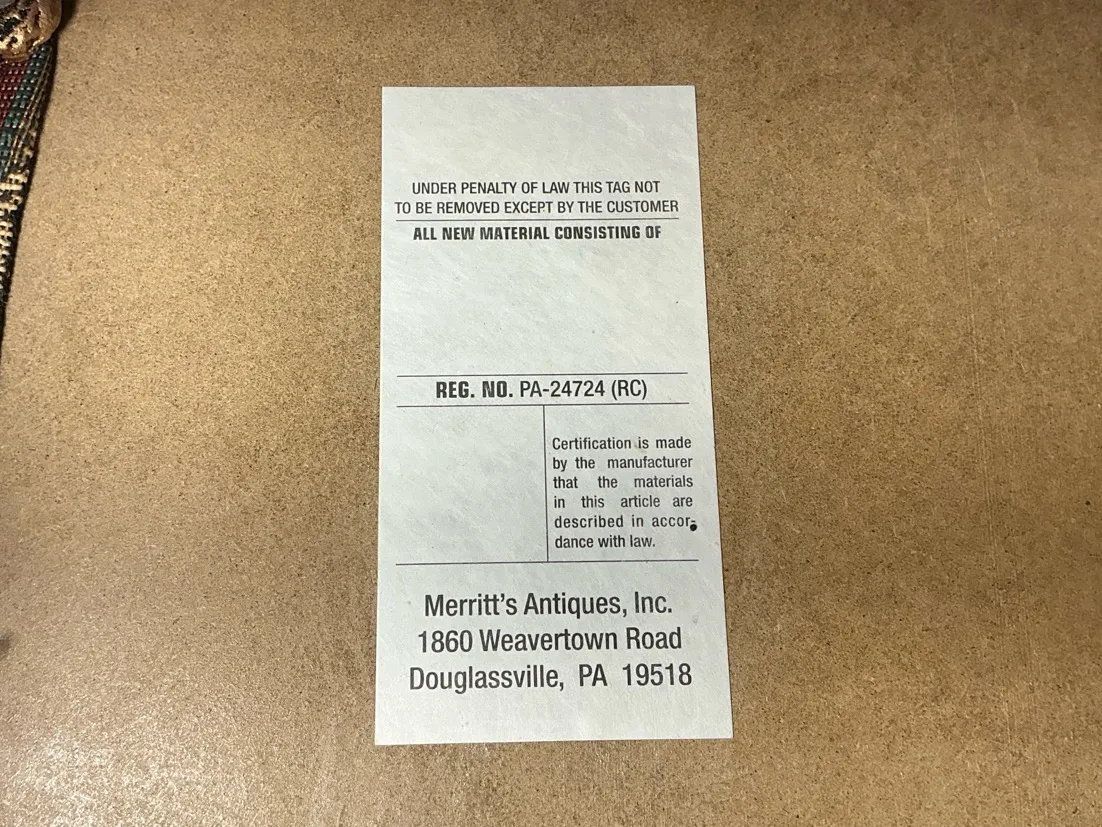 UNDER PENALTY OF LAW THIS TAG NOT
TO BE REMOVED EXCEPT BY THE CUSTOMER
ALL NEW MATERIAL CONSISTING OF
REG. NO. PA-24724 (RC)
Certification is made
by the manufacturer
that the materials
in this article are
described in accor-
dance with law.
Merritt's Antiques, Inc.
1860 Weavertown Road
Douglassville, PA 19518